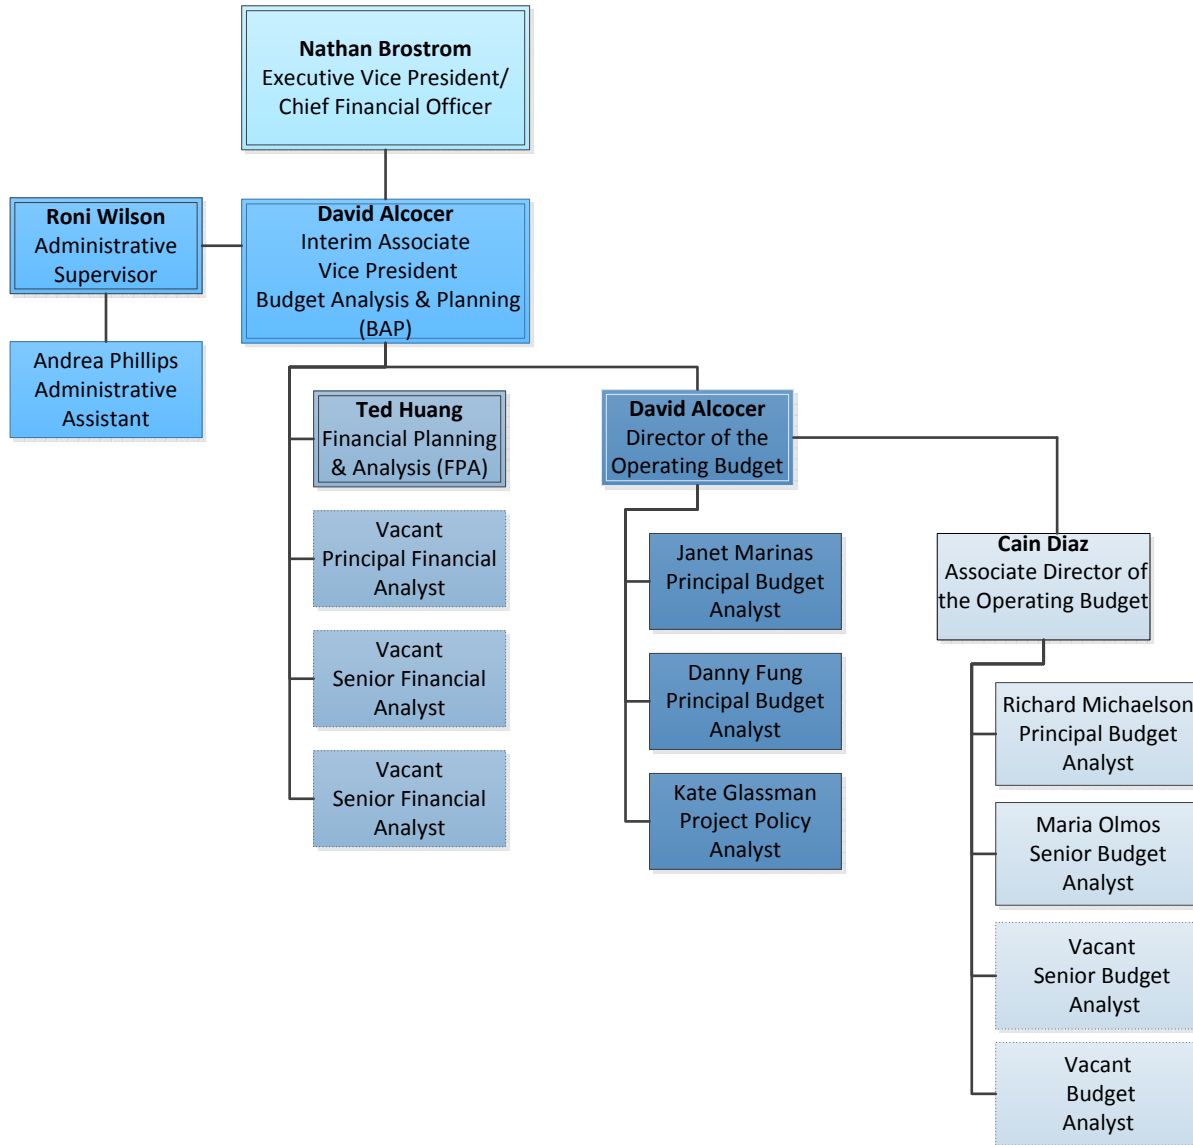 Nathan Brostrom
Executive Vice President/
Chief Financial Officer
Roni Wilson
Administrative
Supervisor
David Alcocer
Interim Associate
Vice President
Budget Analysis & Planning
(BAP)
Andrea Phillips
Administrative
Assistant
Ted Huang
Financial Planning
& Analysis (FPA)
Vacant
Principal Financial
Analyst
Vacant
Senior Financial
Analyst
Vacant
Senior Financial
Analyst
David Alcocer
Director of the
Operating Budget
Janet Marinas
Principal Budget
Analyst
Danny Fung
Principal Budget
Analyst
Kate Glassman
Project Policy
Analyst
Cain Diaz
Associate Director of
the Operating Budget
Richard Michaelson
Principal Budget
Analyst
Maria Olmos
Senior Budget
Analyst
Vacant
Senior Budget
Analyst
Vacant
Budget
Analyst